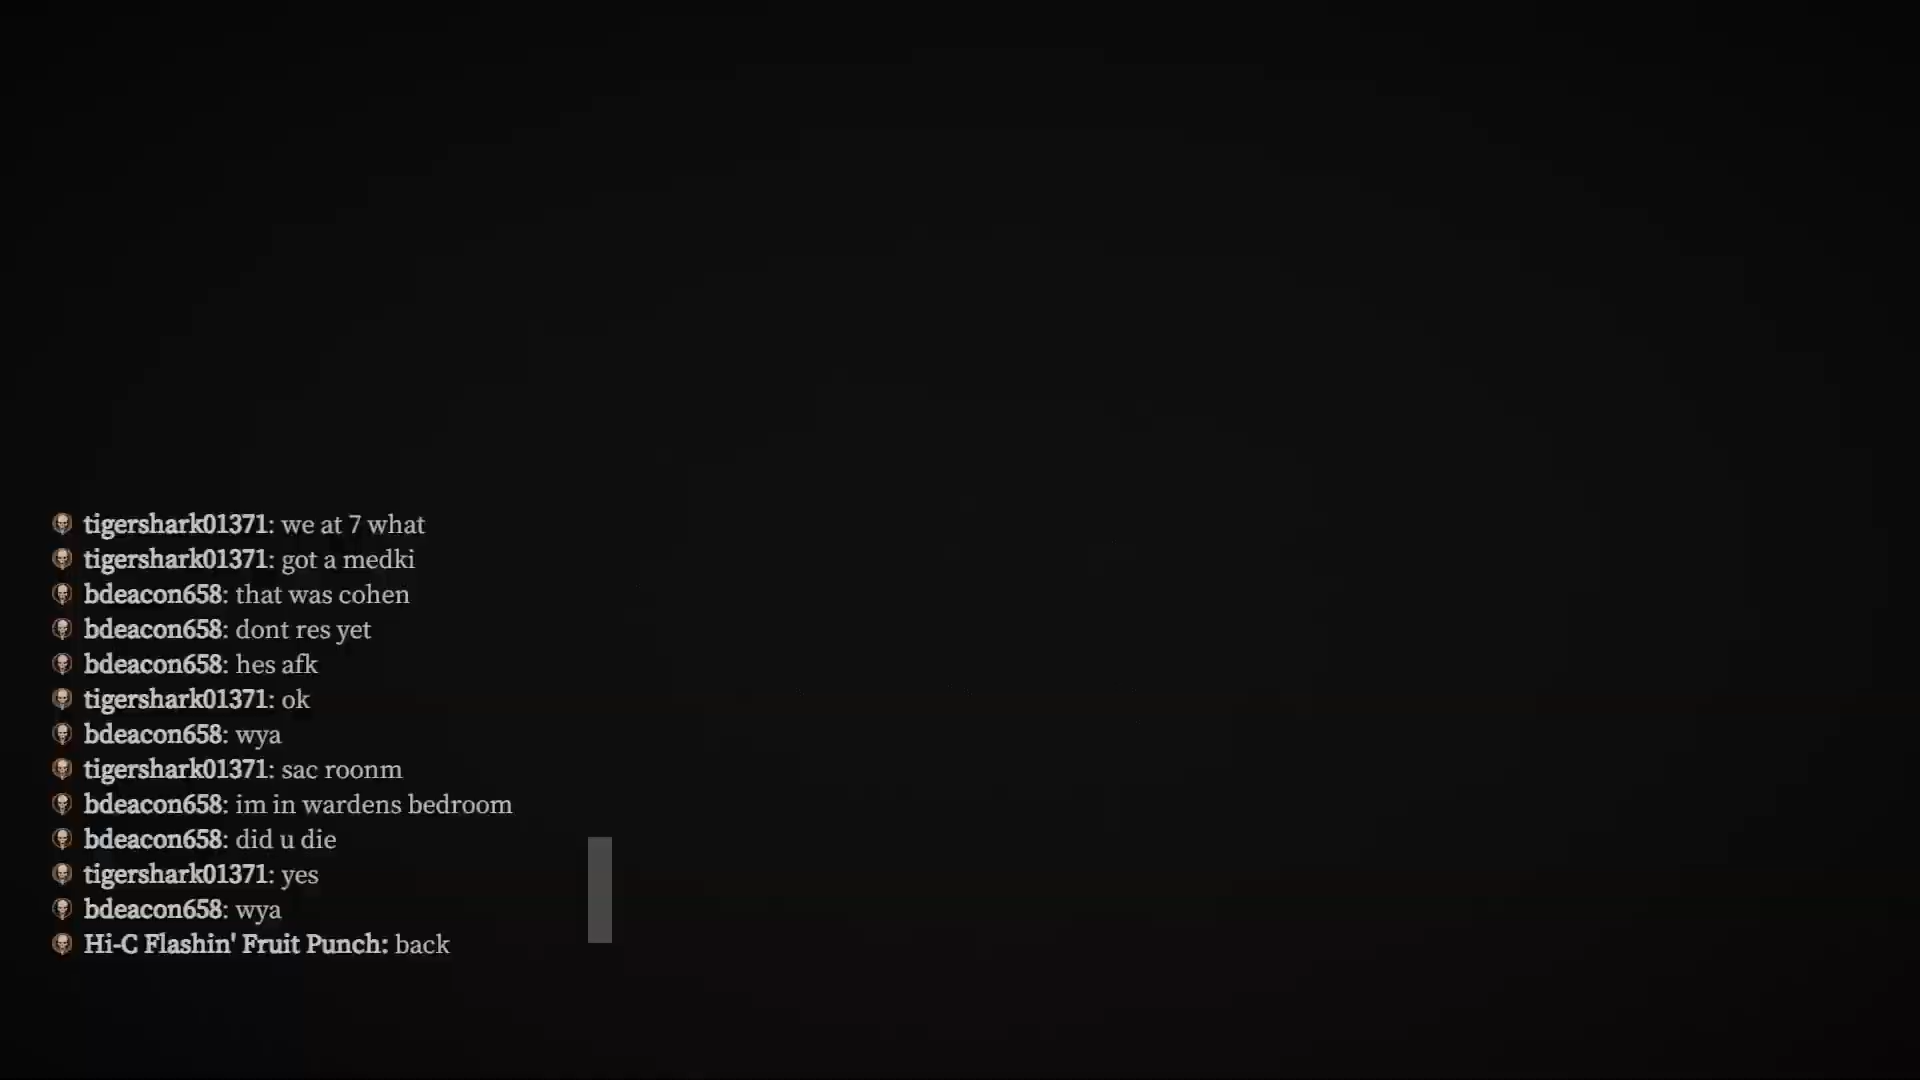 tigershark01371: we at 7 what
tigershark01371: got a medki
bdeacon658: that was cohen
bdeacon658: dont res yet
bdeacon658: hes afk
tigershark01371: ok
bdeacon658: wya
tigershark01371: sac roonm
bdeacon658: im in wardens bedroom
bdeacon658: did u die
tigershark01371: yes
bdeacon658: wya
Hi-C Flashin' Fruit Punch: back